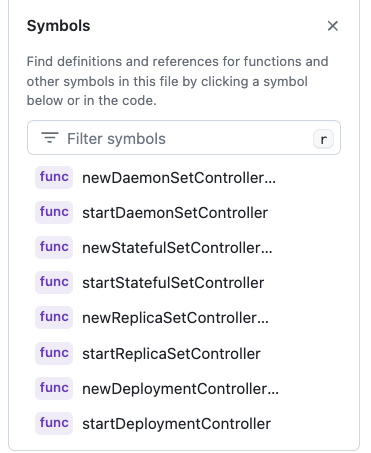 Symbols
Find definitions and references for functions and
other symbols in this file by clicking a symbol
below or in the code.
Filter symbols r
func newDaemonSetController...
func startDaemonSetController
func newStatefulSetController...
func startStatefulSetController
func newReplicaSetController...
func startReplicaSetController
func newDeploymentController...
func startDeploymentController